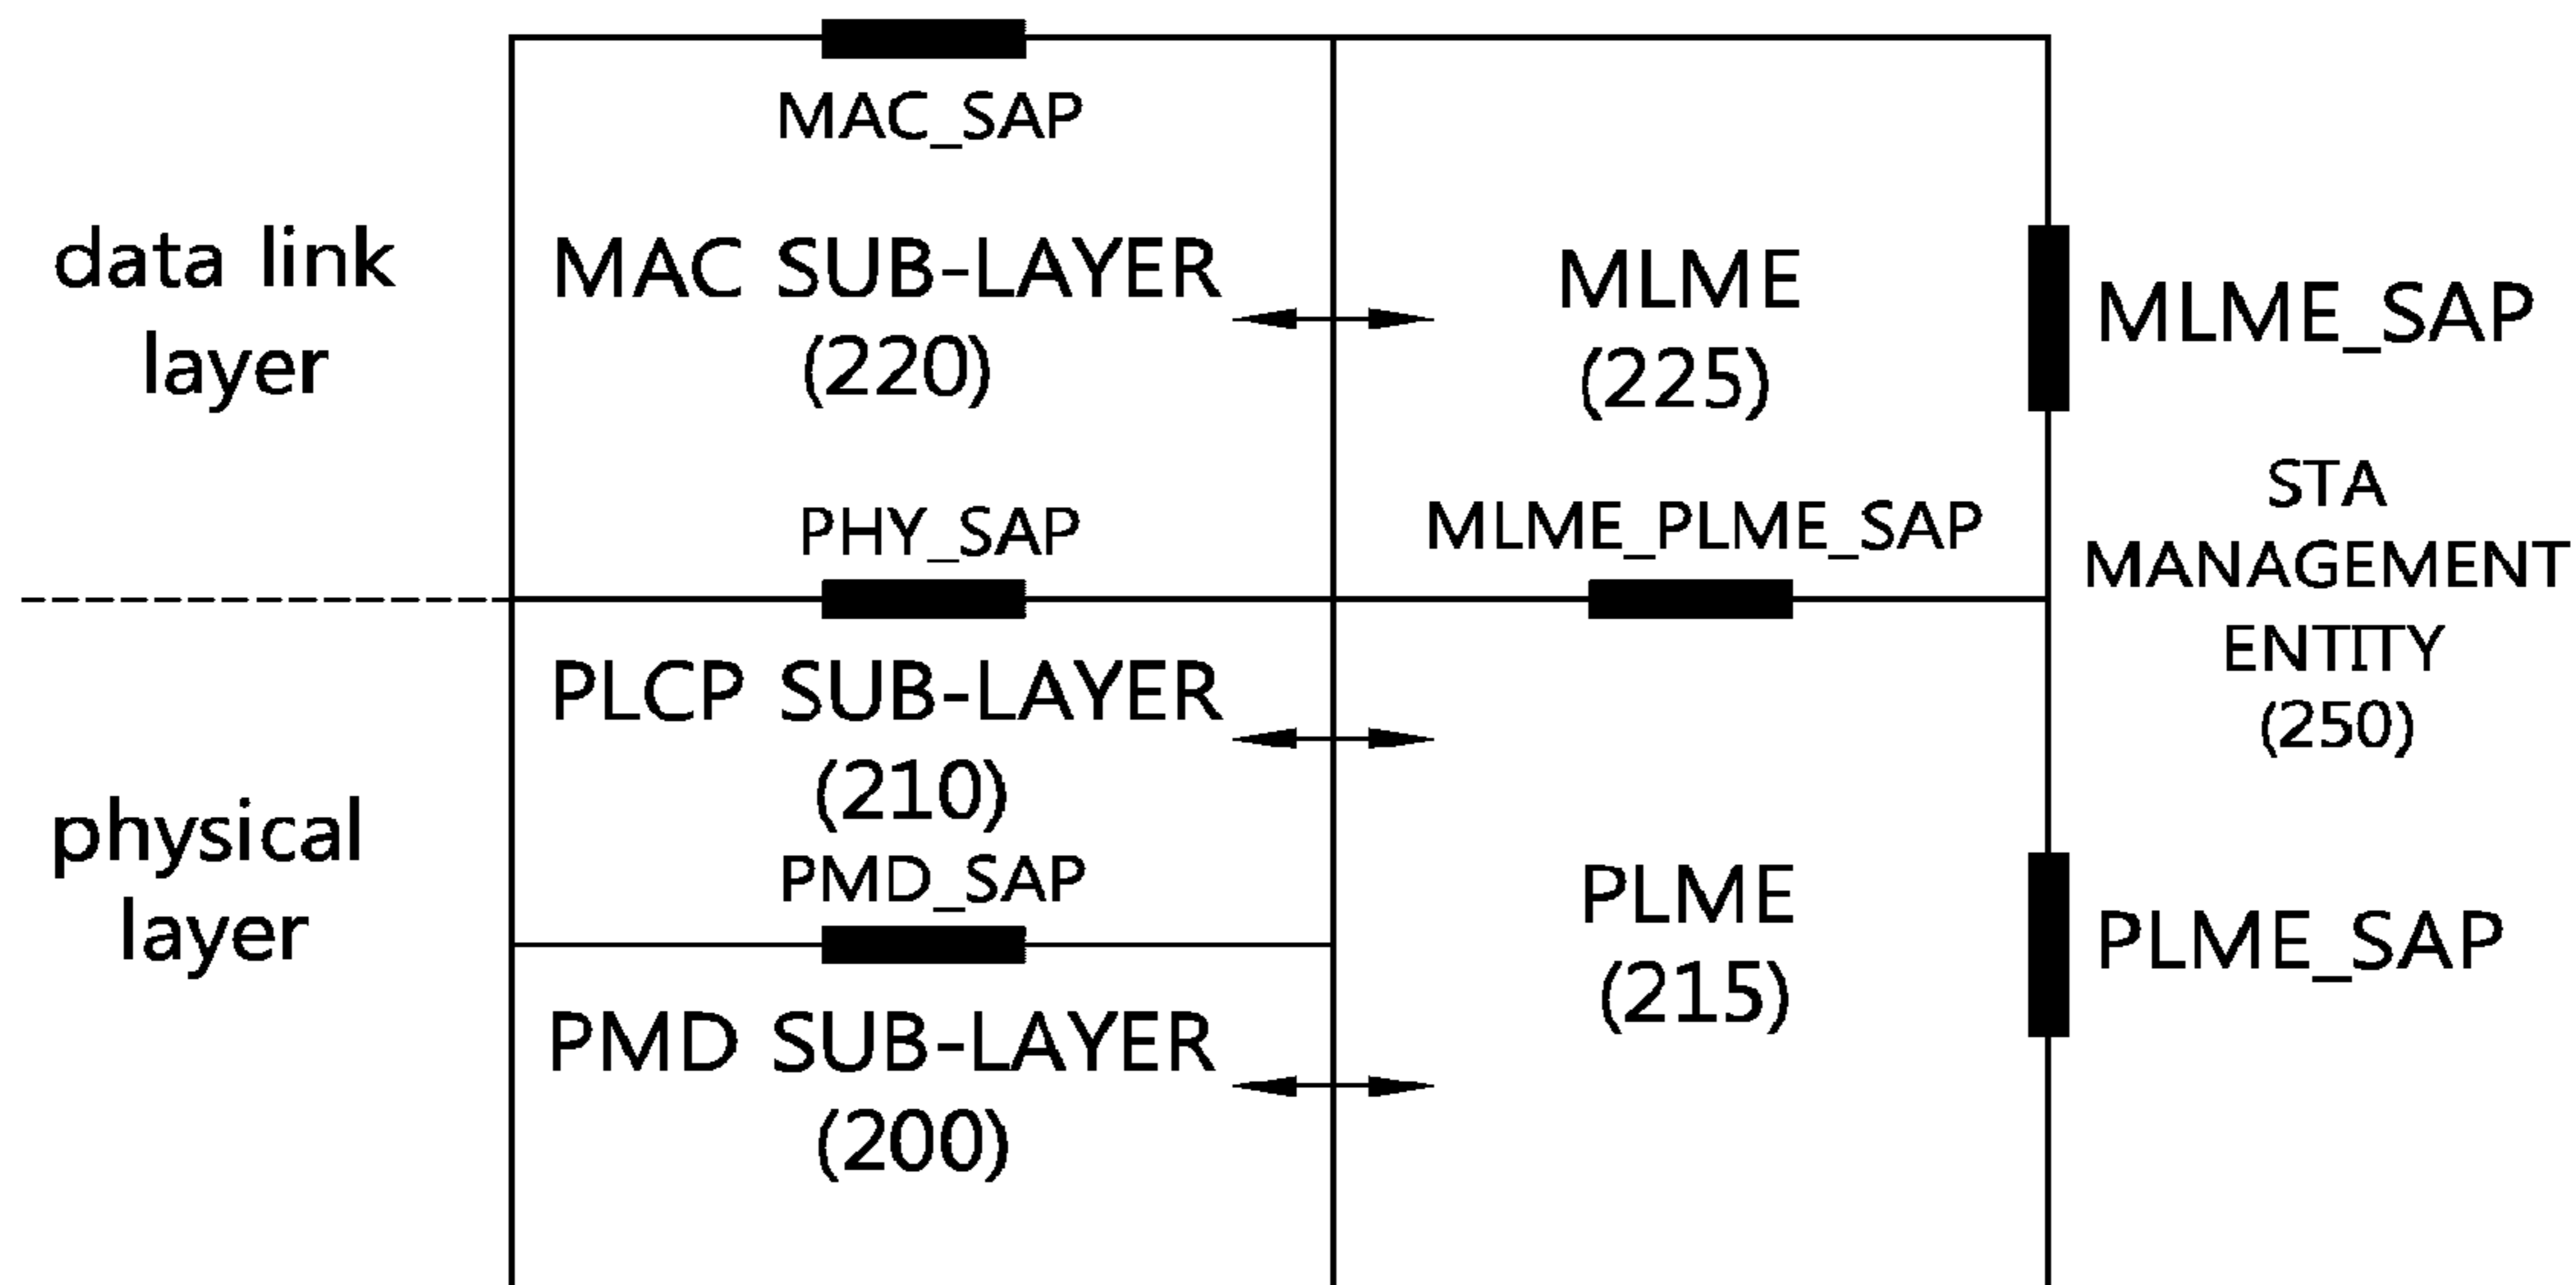 MAC_SAP
data link
layer
MAC SUB-LAYER
(220)
MLME
(225)
MLME_SAP
PHY_SAP
MLME_PLME_SAP
STA
MANAGEMENT
ENTITY
(250)
PLCP SUB-LAYER
(210)
physical
layer
PMD_SAP
PLME
(215)
PLME_SAP
PMD SUB-LAYER
(200)